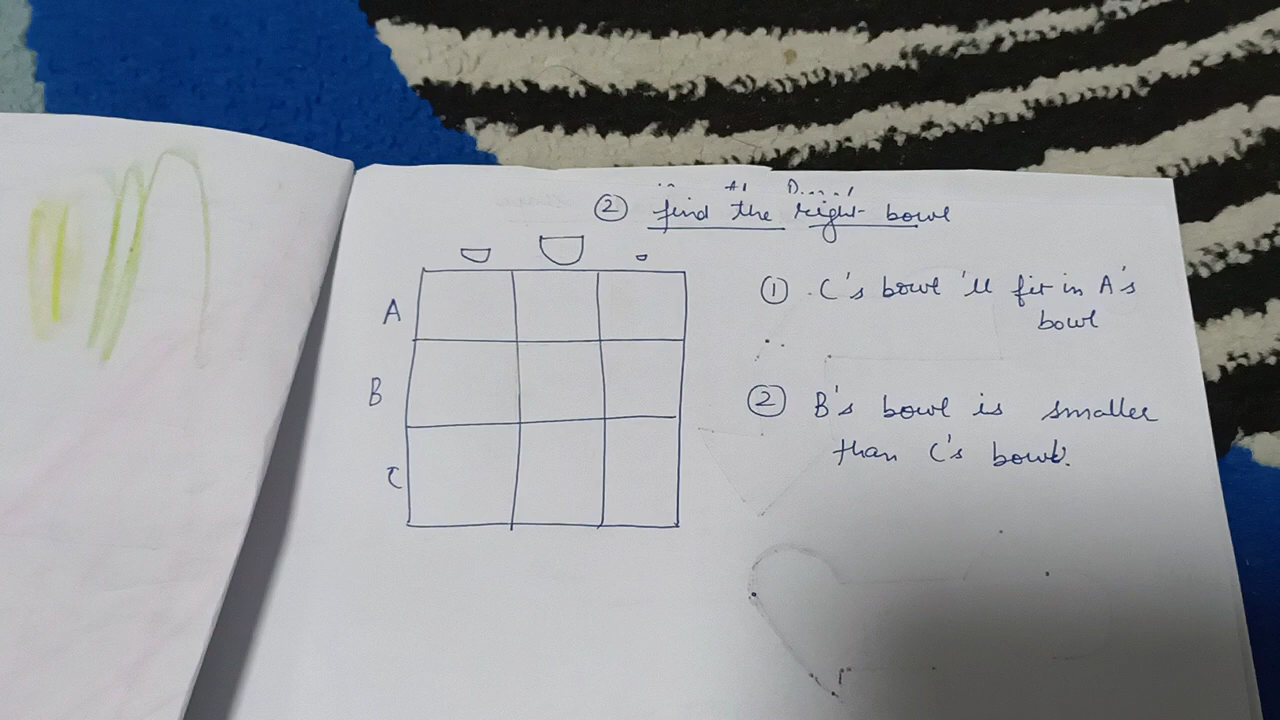 ② find the right bowl
A
B
C
① C's bowl 'll fit in A's
bowl
② B's bowl is smaller
than C's bowl.